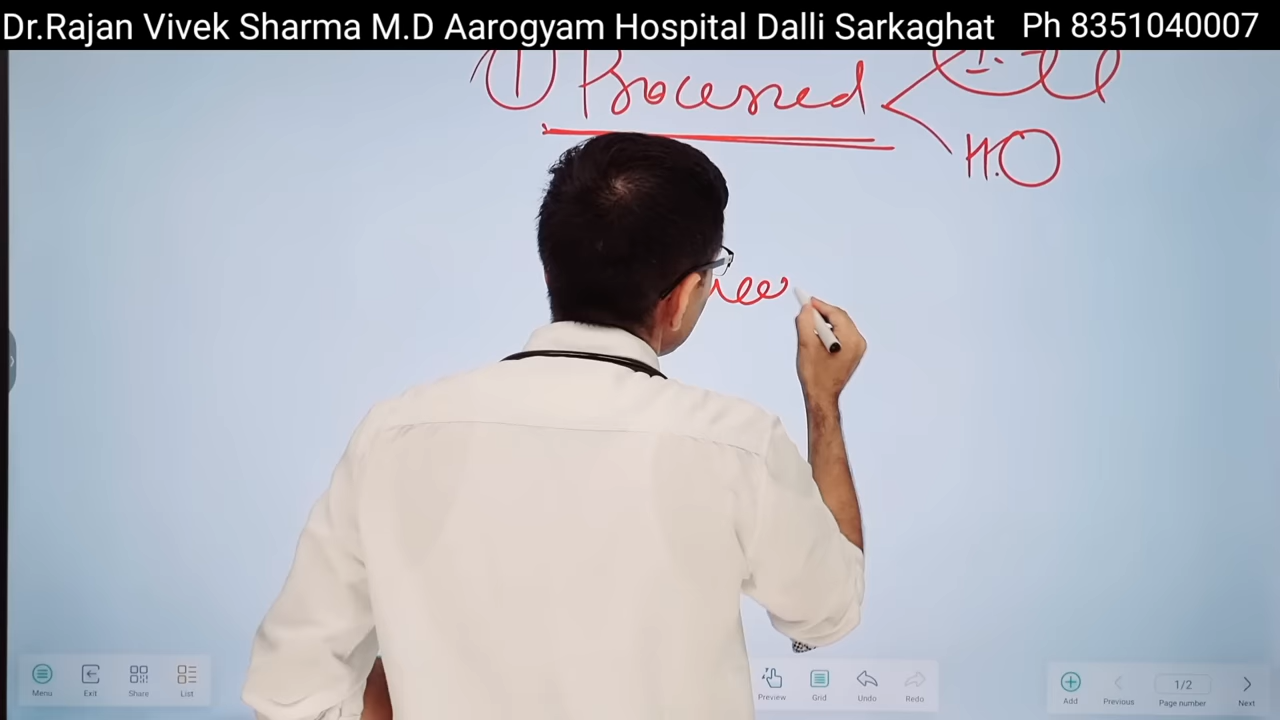 Dr.Rajan Vivek Sharma M.D Aarogyam Hospital Dalli Sarkaghat Ph 8351040007
① Processed
H.O
Menu Exit Share List Preview Grid Undo Redo Add Previous 1/2 Page number Next